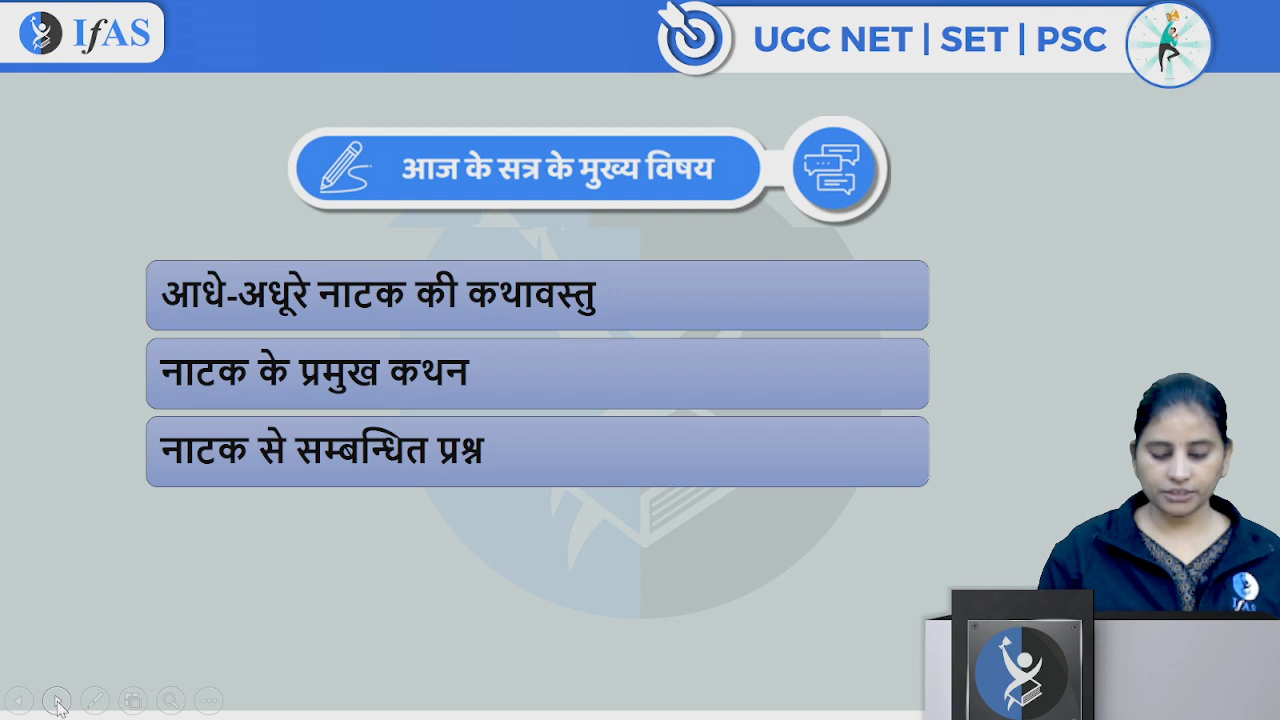 IfAS
UGC NET | SET | PSC
आज के सत्र के मुख्य विषय
आधे-अधूरे नाटक की कथावस्तु
नाटक के प्रमुख कथन
नाटक से सम्बन्धित प्रश्न
IfAS